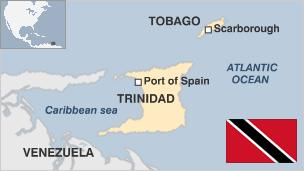 TOBAGO
Scarborough
ATLANTIC
OCEAN
Port of Spain
TRINIDAD
Caribbean sea
VENEZUELA